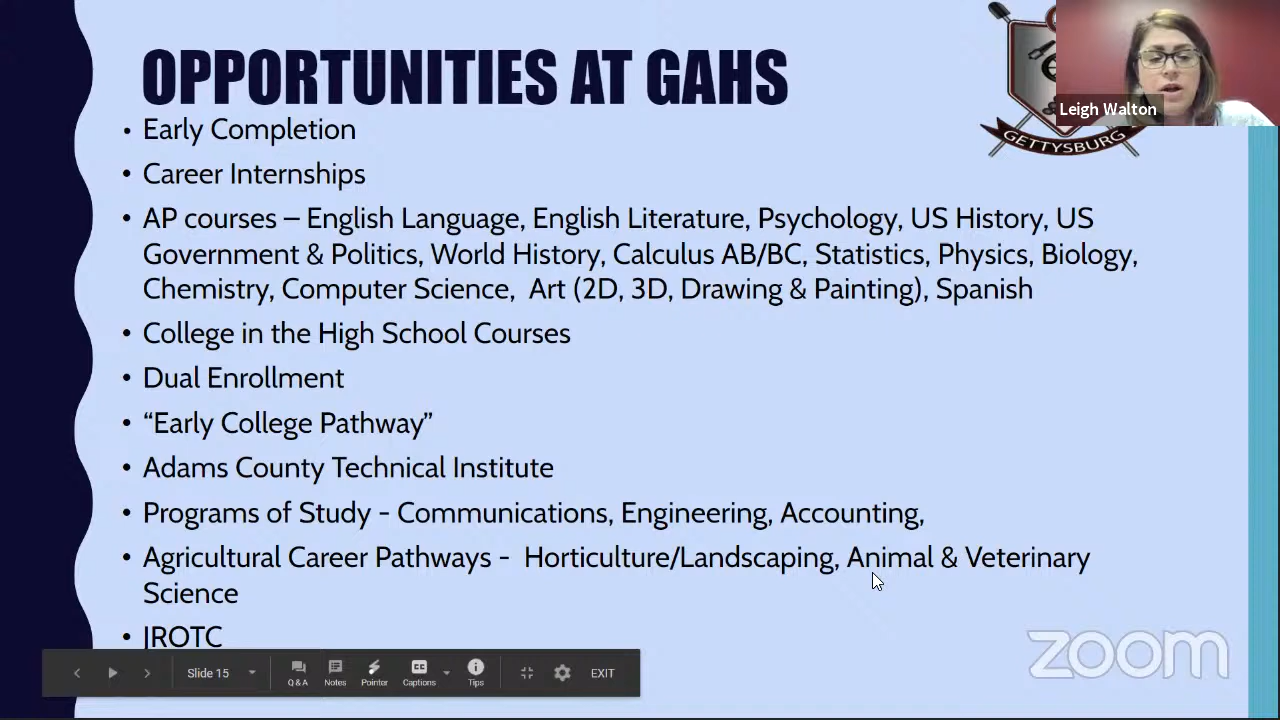 OPPORTUNITIES AT GAHS
Leigh Walton
GETTYSBURG
• Early Completion
• Career Internships
• AP courses – English Language, English Literature, Psychology, US History, US
Government & Politics, World History, Calculus AB/BC, Statistics, Physics, Biology,
Chemistry, Computer Science, Art (2D, 3D, Drawing & Painting), Spanish
• College in the High School Courses
• Dual Enrollment
• “Early College Pathway”
• Adams County Technical Institute
• Programs of Study - Communications, Engineering, Accounting,
• Agricultural Career Pathways - Horticulture/Landscaping, Animal & Veterinary
Science
• JROTC
zoom
Slide 15
Q & A
Notes
Pointer
CC
Captions
Tips
EXIT